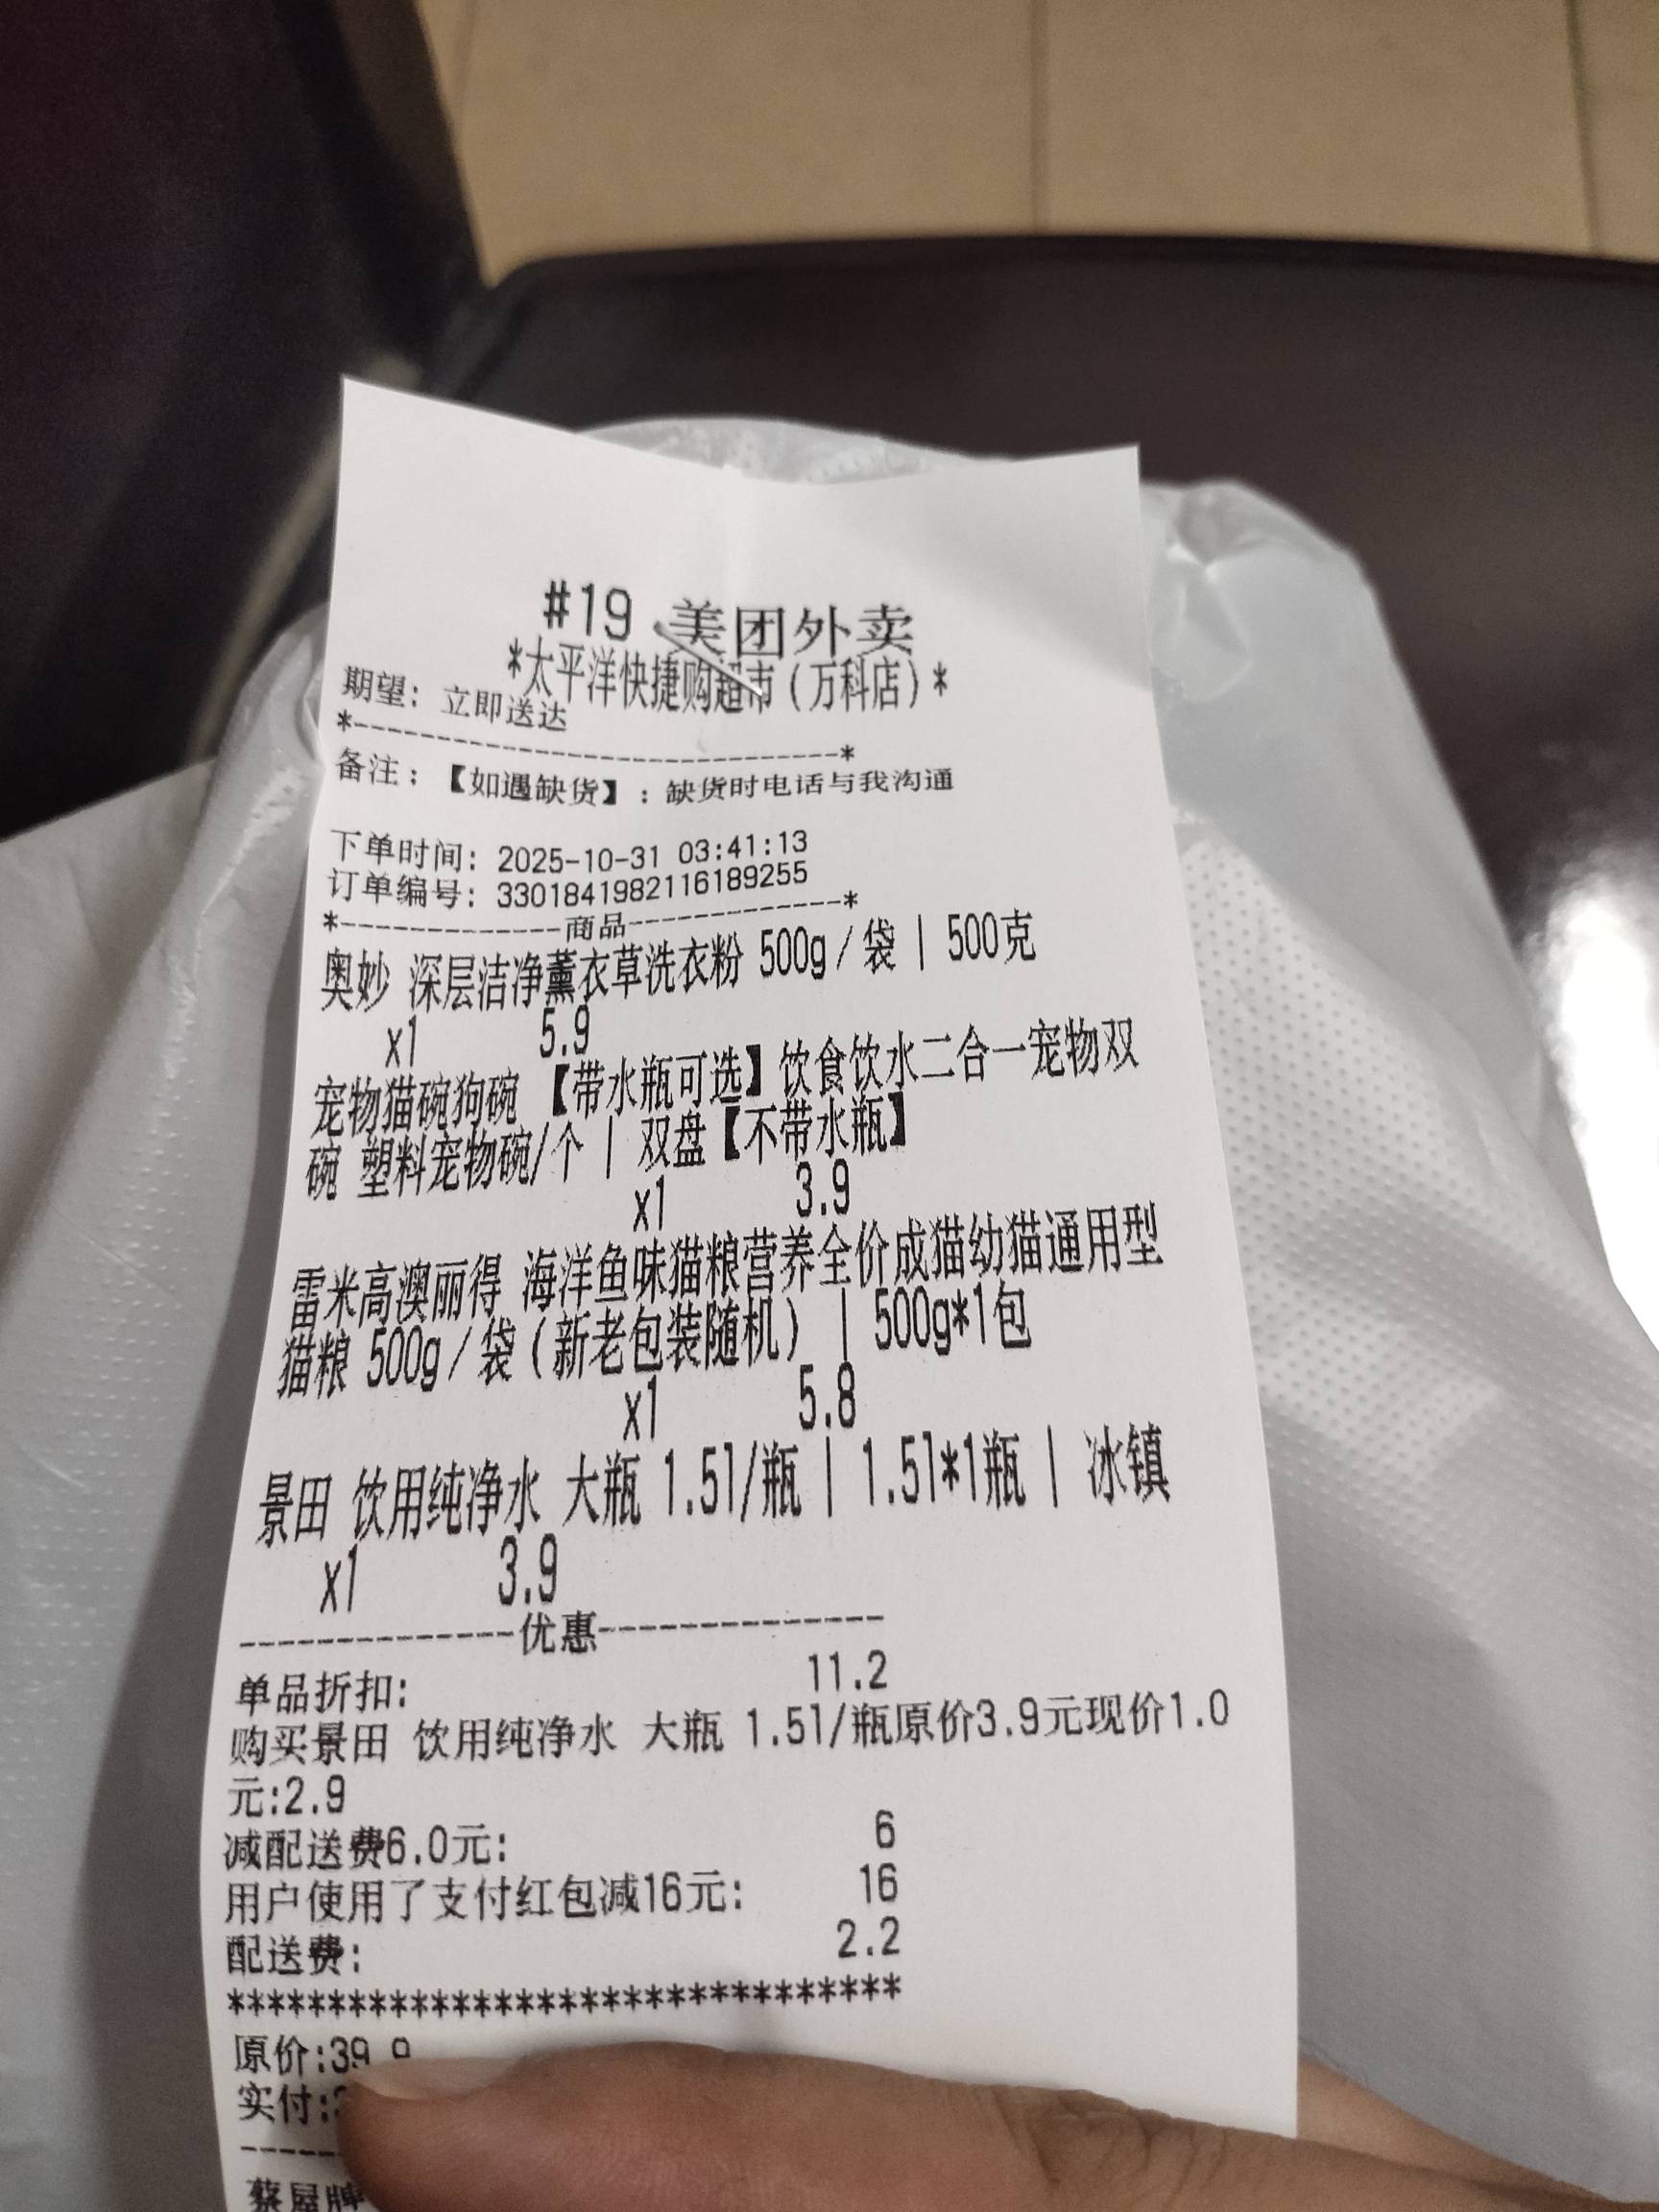 #19 美团外卖
*太平洋快捷购超市(万科店)*
期望: 立即送达
*------------------------------*
备注:【如遇缺货】:缺货时电话与我沟通
下单时间: 2025-10-31 03:41:13
订单编号: 3301841982116189255
*-------------商品-------------*
奥妙 深层洁净薰衣草洗衣粉 500g/袋 | 500克
x1 5.9
宠物猫碗狗碗 【带水瓶可选】饮食饮水二合一宠物双
碗 塑料宠物碗/个 | 双盘【不带水瓶】
x1 3.9
雷米高澳丽得 海洋鱼味猫粮营养全价成猫幼猫通用型
猫粮 500g/袋(新老包装随机) | 500g*1包
x1 5.8
景田 饮用纯净水 大瓶 1.5l/瓶 | 1.5l*1瓶 | 冰镇
x1 3.9
--------------优惠--------------
单品折扣: 11.2
购买景田 饮用纯净水 大瓶 1.5l/瓶原价3.9元现价1.0
元:2.9
减配送费6.0元: 6
用户使用了支付红包减16元: 16
配送费: 2.2
********************************
原价:39.9
实付:
蔡屋